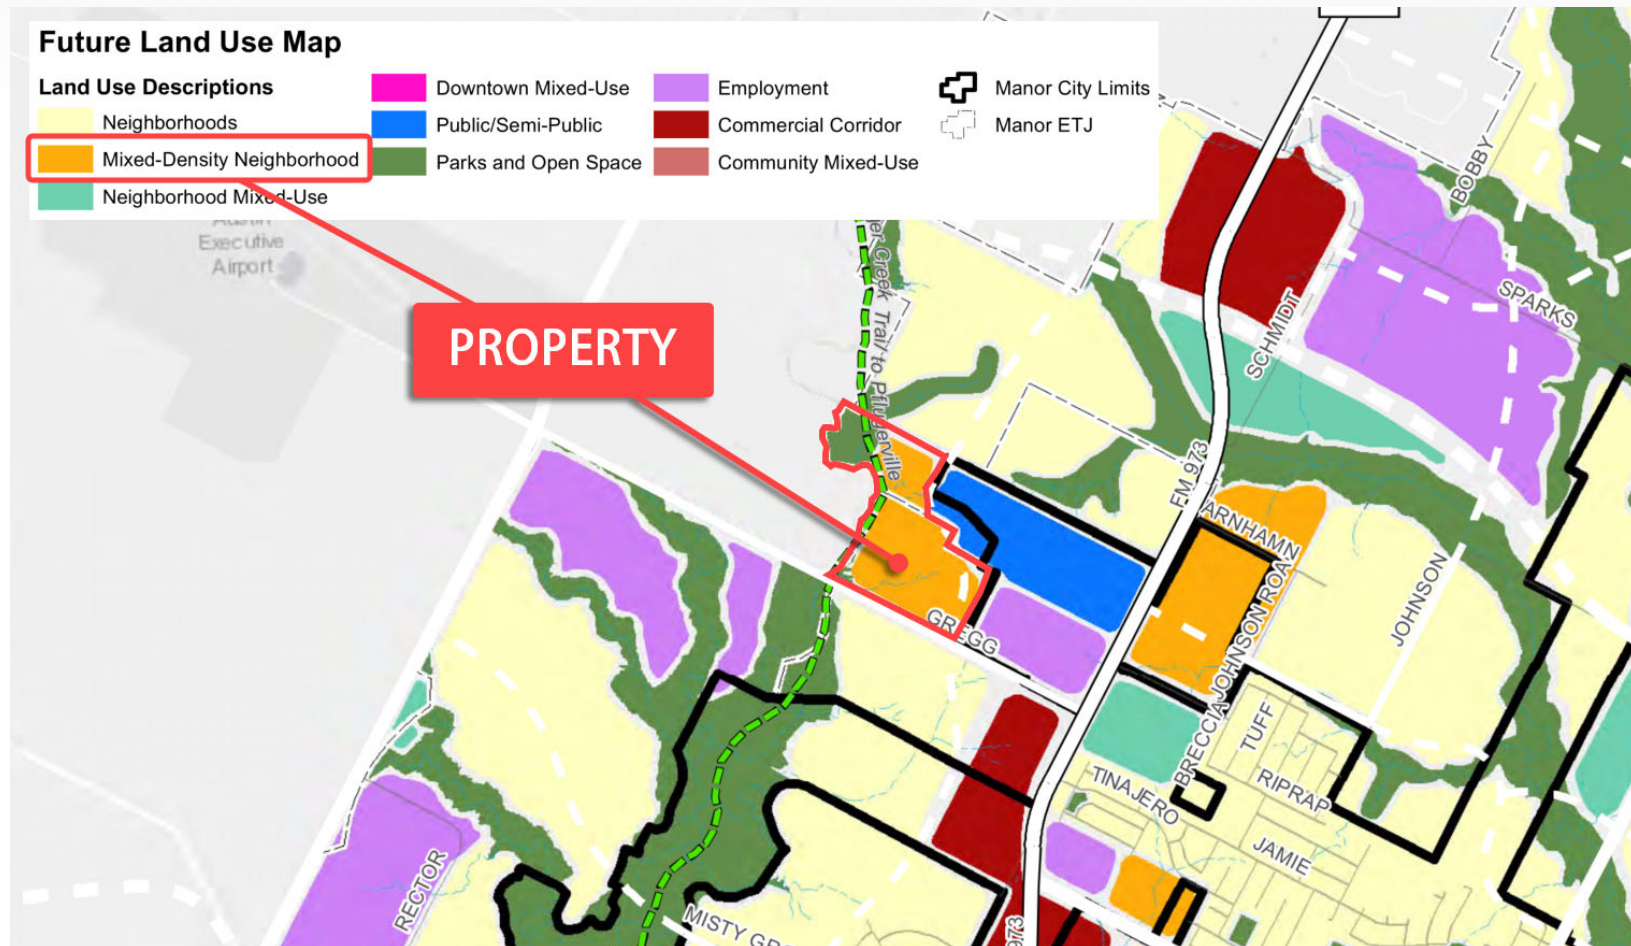 Future Land Use Map
Land Use Descriptions
Neighborhoods
Mixed-Density Neighborhood
Neighborhood Mixed-Use
Downtown Mixed-Use
Public/Semi-Public
Parks and Open Space
Employment
Commercial Corridor
Community Mixed-Use
Manor City Limits
Manor ETJ
Austin
Executive
Airport
PROPERTY
Creek Trail to Pflugerville
BOBBY
SPARKS
SCHMIDT
FM 973
ARNHAMN
JOHNSON
BRECCIA
JOHNSON ROAD
GREGG
TUFF
RIPRAP
TINAJERO
JAMIE
RECTOR
MISTY
973